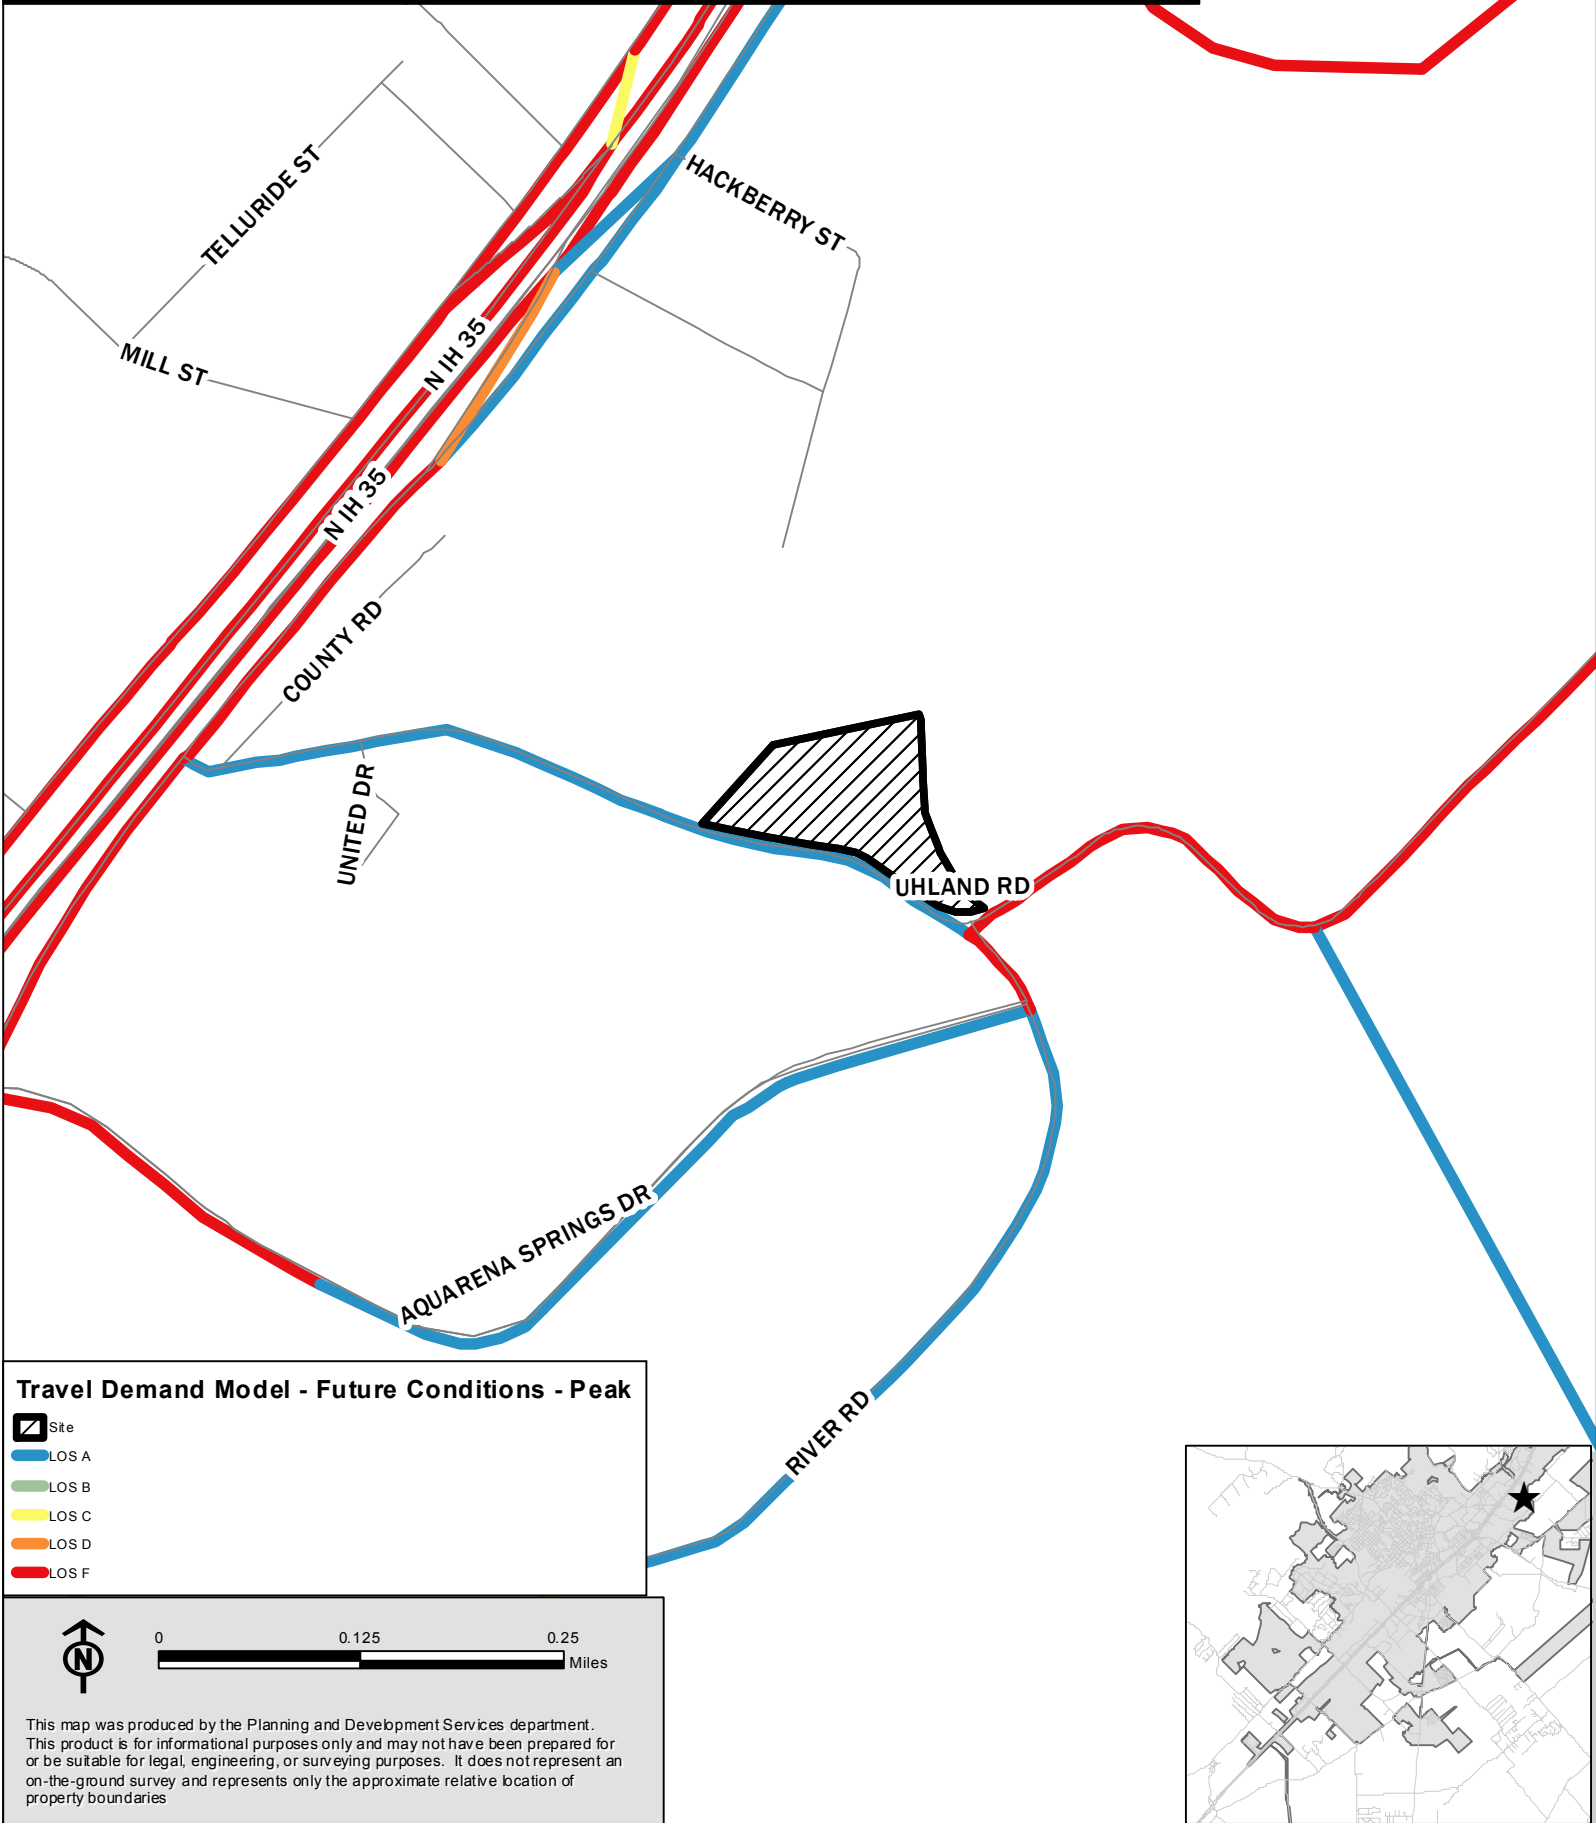 HACKBERRY ST
TELLURIDE ST
N IH 35
MILL ST
N IH 35
COUNTY RD
UNITED DR
UHLAND RD
AQUARENA SPRINGS DR
RIVER RD
Travel Demand Model - Future Conditions - Peak
Site
LOS A
LOS B
LOS C
LOS D
LOS F
N
0 0.125 0.25
Miles
This map was produced by the Planning and Development Services department.
This product is for informational purposes only and may not have been prepared for
or be suitable for legal, engineering, or surveying purposes. It does not represent an
on-the-ground survey and represents only the approximate relative location of
property boundaries